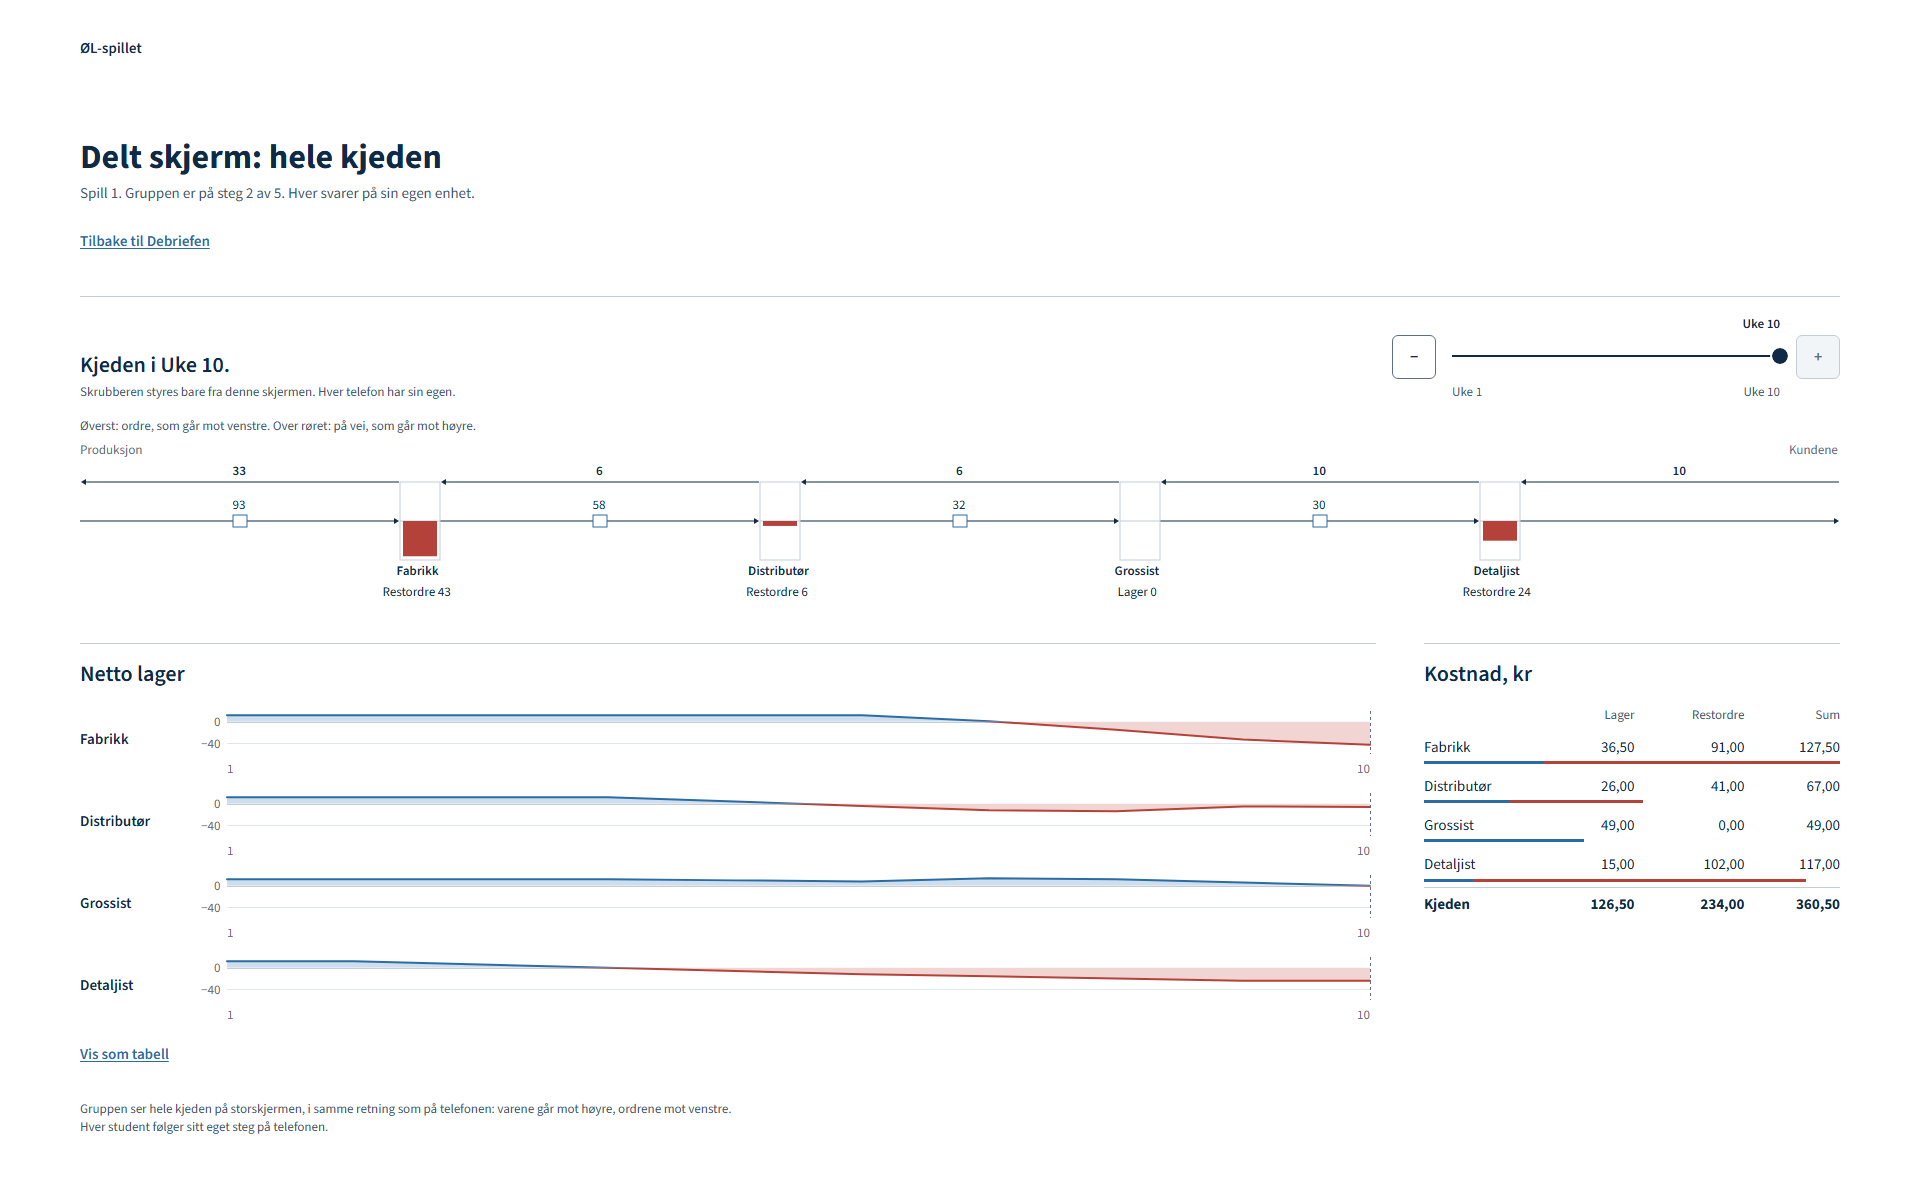 ØL-spillet
Delt skjerm: hele kjeden
Spill 1. Gruppen er på steg 2 av 5. Hver svarer på sin egen enhet.
Tilbake til Debriefen
Uke 10
Kjeden i Uke 10.
− +
Skrubberen styres bare fra denne skjermen. Hver telefon har sin egen.
Uke 1 Uke 10
Øverst: ordre, som går mot venstre. Over røret: på vei, som går mot høyre.
Produksjon Kundene
33 6 6 10 10
93 58 32 30
Fabrikk Distributør Grossist Detaljist
Restordre 43 Restordre 6 Lager 0 Restordre 24
Netto lager
0
Fabrikk
−40
1 10
0
Distributør
−40
1 10
0
Grossist
−40
1 10
0
Detaljist
−40
1 10
Vis som tabell
Kostnad, kr
Lager Restordre Sum
Fabrikk 36,50 91,00 127,50
Distributør 26,00 41,00 67,00
Grossist 49,00 0,00 49,00
Detaljist 15,00 102,00 117,00
Kjeden 126,50 234,00 360,50
Gruppen ser hele kjeden på storskjermen, i samme retning som på telefonen: varene går mot høyre, ordrene mot venstre.
Hver student følger sitt eget steg på telefonen.